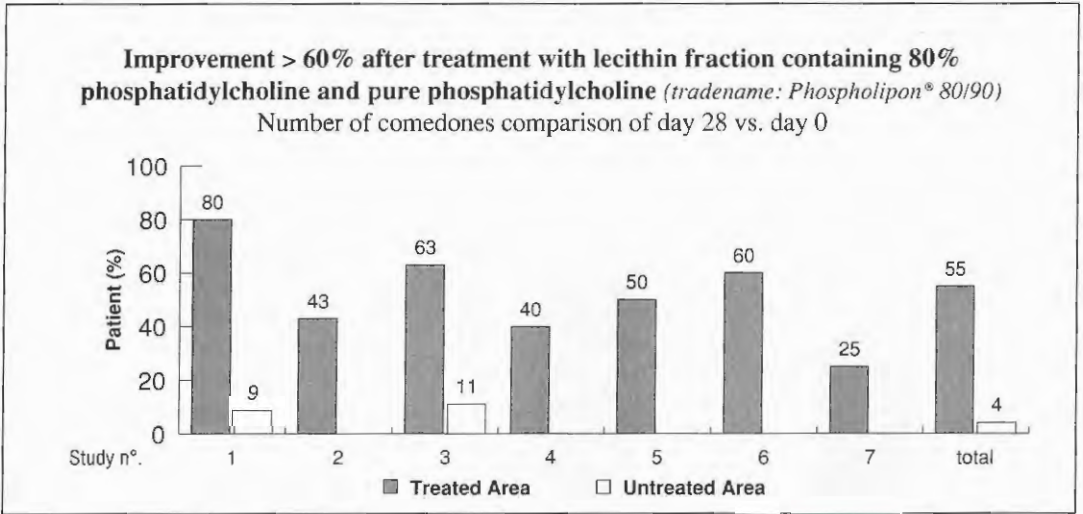 Improvement > 60% after treatment with lecithin fraction containing 80%
phosphatidylcholine and pure phosphatidylcholine (tradename: Phospholipon® 80/90)
Number of comedones comparison of day 28 vs. day 0
Patient (%)
100
80
60
40
20
0
80
9
43
63
11
40
50
60
25
55
4
Study n°. 1 2 3 4 5 6 7 total
Treated Area Untreated Area